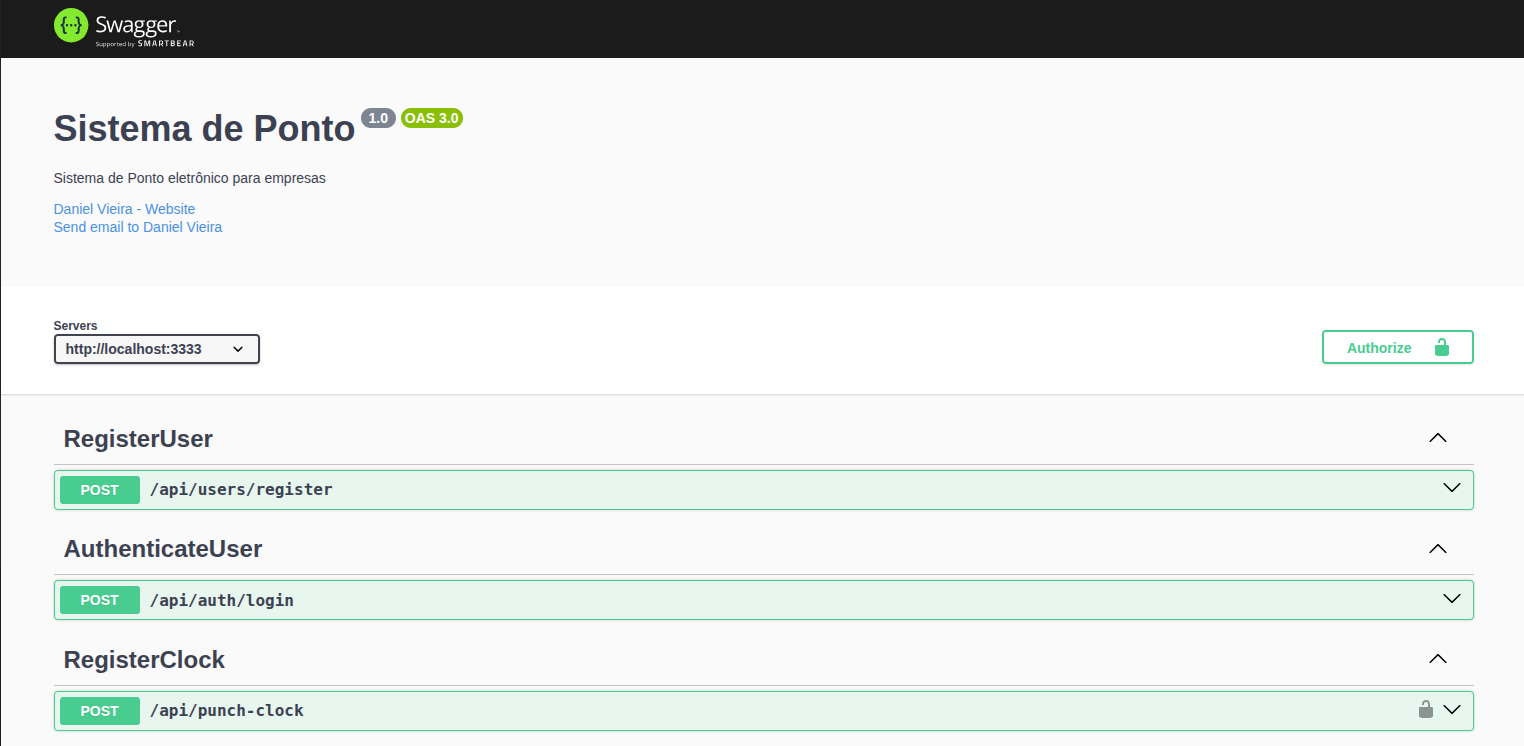 {...} Swagger
Supported by SMARTBEAR
Sistema de Ponto 1.0 OAS 3.0
Sistema de Ponto eletrônico para empresas
Daniel Vieira - Website
Send email to Daniel Vieira
Servers
http://localhost:3333
Authorize
RegisterUser
POST /api/users/register
AuthenticateUser
POST /api/auth/login
RegisterClock
POST /api/punch-clock